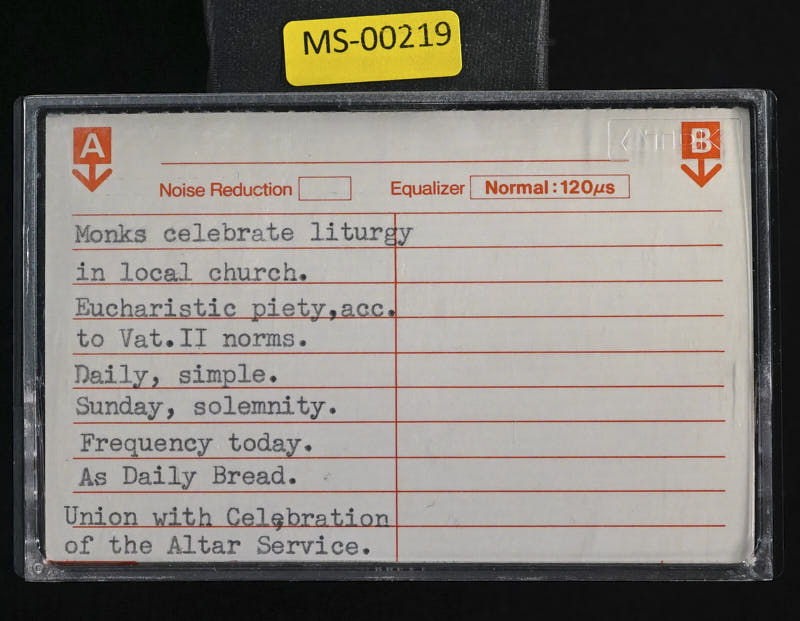 MS-00219
A
B
Noise Reduction
Equalizer Normal:120µs
Monks celebrate liturgy
in local church.
Eucharistic piety,acc.
to Vat.II norms.
Daily, simple.
Sunday, solemnity.
Frequency today.
As Daily Bread.
Union with Celebration
of the Altar Service.